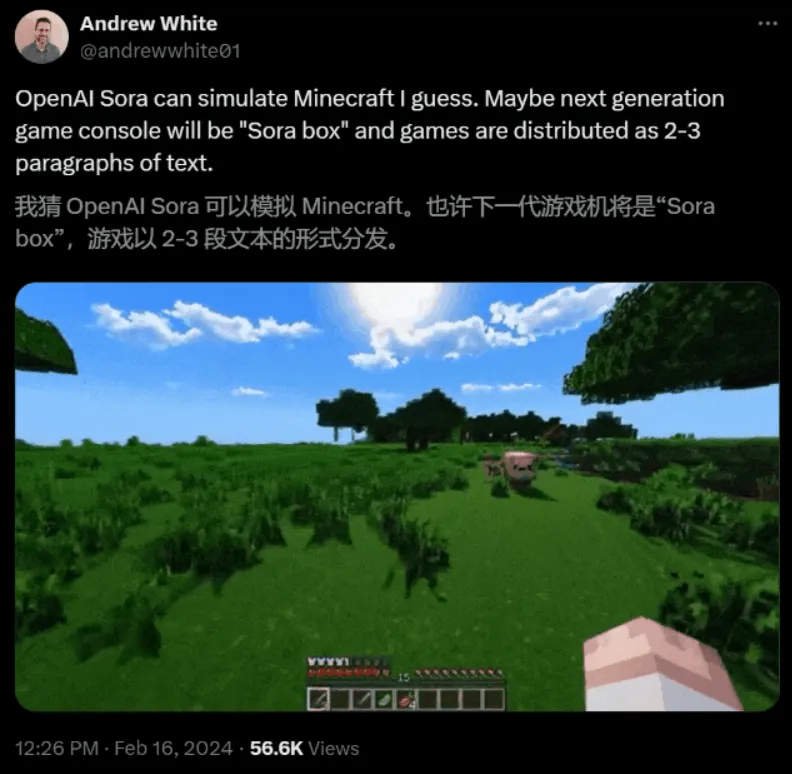 Andrew White
@andrewwhite01
OpenAI Sora can simulate Minecraft I guess. Maybe next generation
game console will be "Sora box" and games are distributed as 2-3
paragraphs of text.
我猜 OpenAI Sora 可以模拟 Minecraft。也许下一代游戏机将是“Sora
box”，游戏以 2-3 段文本的形式分发。
15
4
12:26 PM · Feb 16, 2024 · 56.6K Views